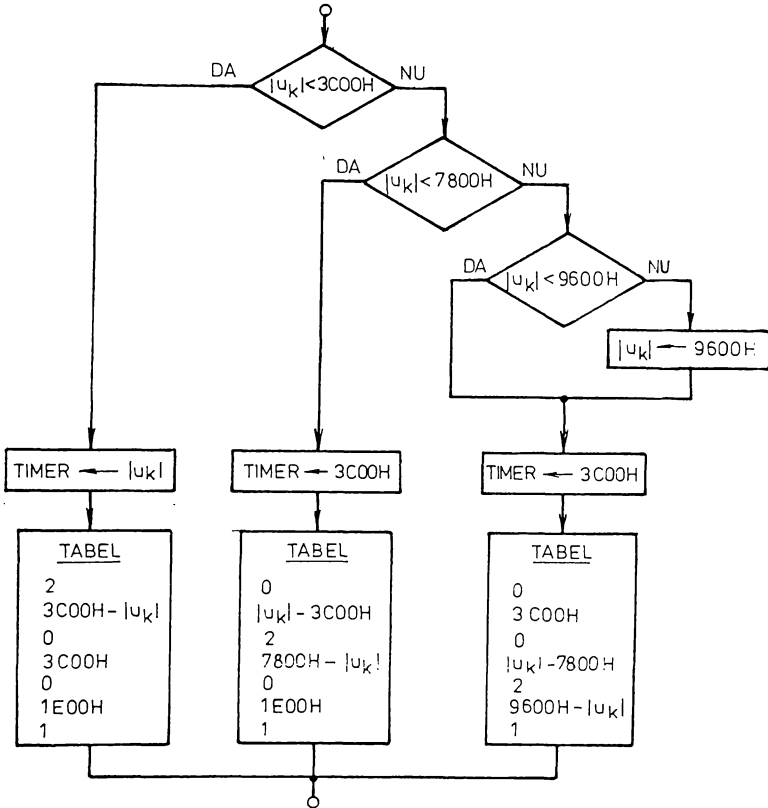 |uk|<3C00H
DA
NU
|uk|<7800H
DA
NU
|uk|<9600H
DA
NU
|uk| ← 9600H
TIMER ← |uk|
TIMER ← 3C00H
TIMER ← 3C00H
TABEL
2
3C00H-|uk|
0
3C00H
0
1E00H
1
TABEL
0
|uk|-3C00H
2
7800H-|uk|
0
1E00H
1
TABEL
0
3C00H
0
|uk|-7800H
2
9600H-|uk|
1